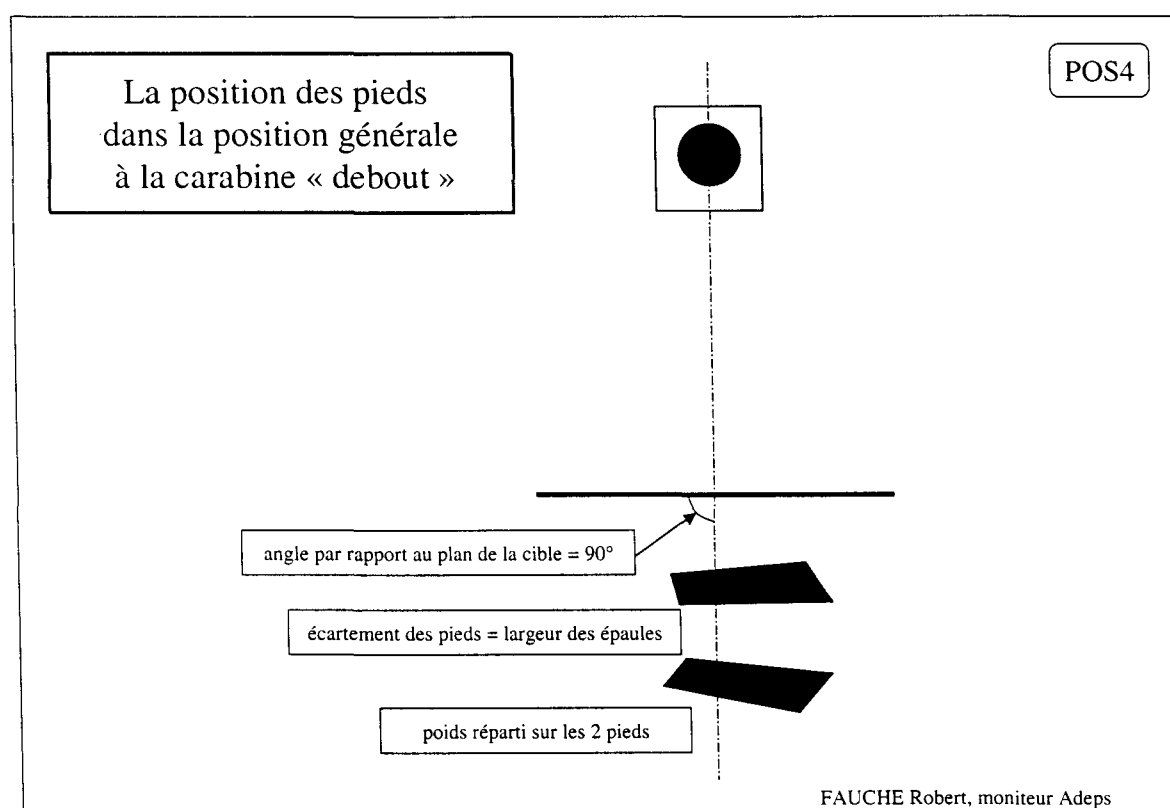 La position des pieds
dans la position générale
à la carabine « debout »
POS4
angle par rapport au plan de la cible = 90°
écartement des pieds = largeur des épaules
poids réparti sur les 2 pieds
FAUCHE Robert, moniteur Adeps